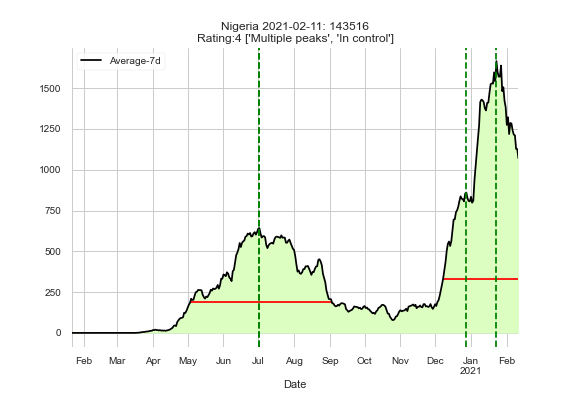 Nigeria 2021-02-11: 143516
Rating:4 ['Multiple peaks', 'In control']
Average-7d
1500
1250
1000
750
500
250
0
Feb Mar Apr May Jun Jul Aug Sep Oct Nov Dec Jan Feb
2021
Date